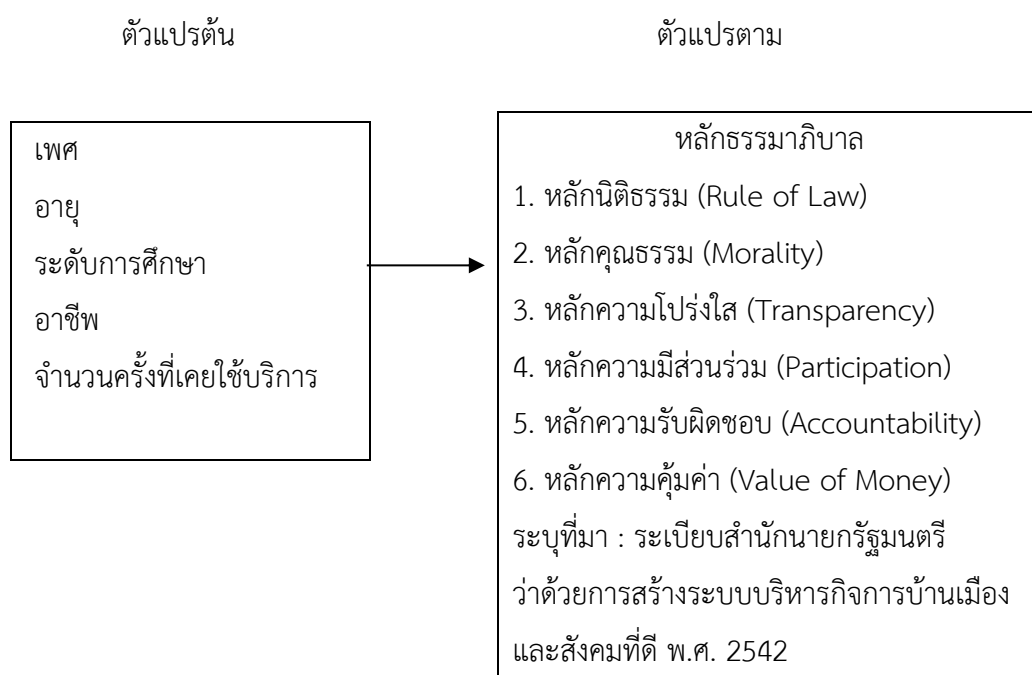 ตัวแปรต้น
ตัวแปรตาม
เพศ
อายุ
ระดับการศึกษา
อาชีพ
จำนวนครั้งที่เคยใช้บริการ
หลักธรรมาภิบาล
1. หลักนิติธรรม (Rule of Law)
2. หลักคุณธรรม (Morality)
3. หลักความโปร่งใส (Transparency)
4. หลักความมีส่วนร่วม (Participation)
5. หลักความรับผิดชอบ (Accountability)
6. หลักความคุ้มค่า (Value of Money)
ระบุที่มา : ระเบียบสำนักนายกรัฐมนตรี
ว่าด้วยการสร้างระบบบริหารกิจการบ้านเมือง
และสังคมที่ดี พ.ศ. 2542